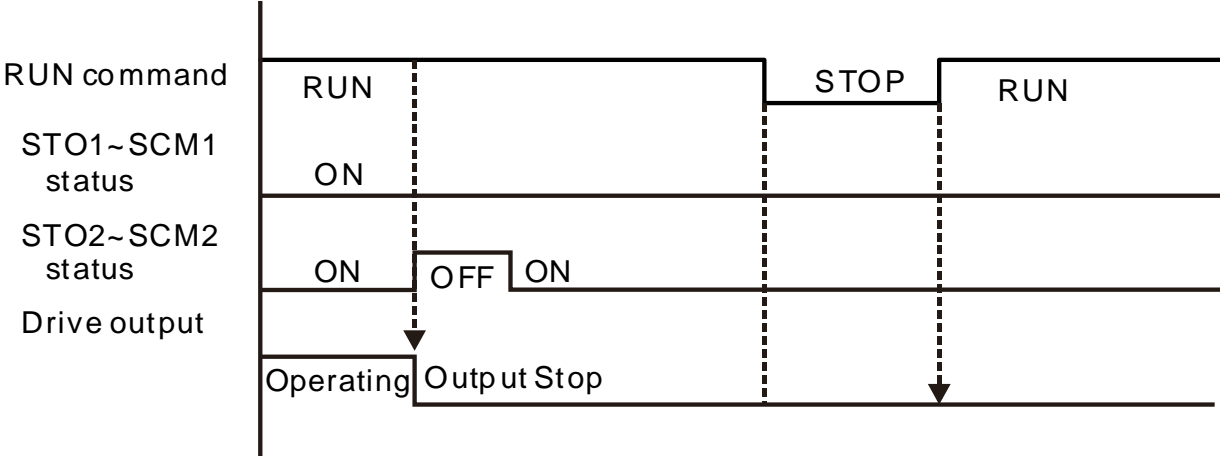 RUN command
RUN
STOP
RUN
STO1~SCM1
status
ON
STO2~SCM2
status
ON
OFF
ON
Drive output
Operating
Output Stop